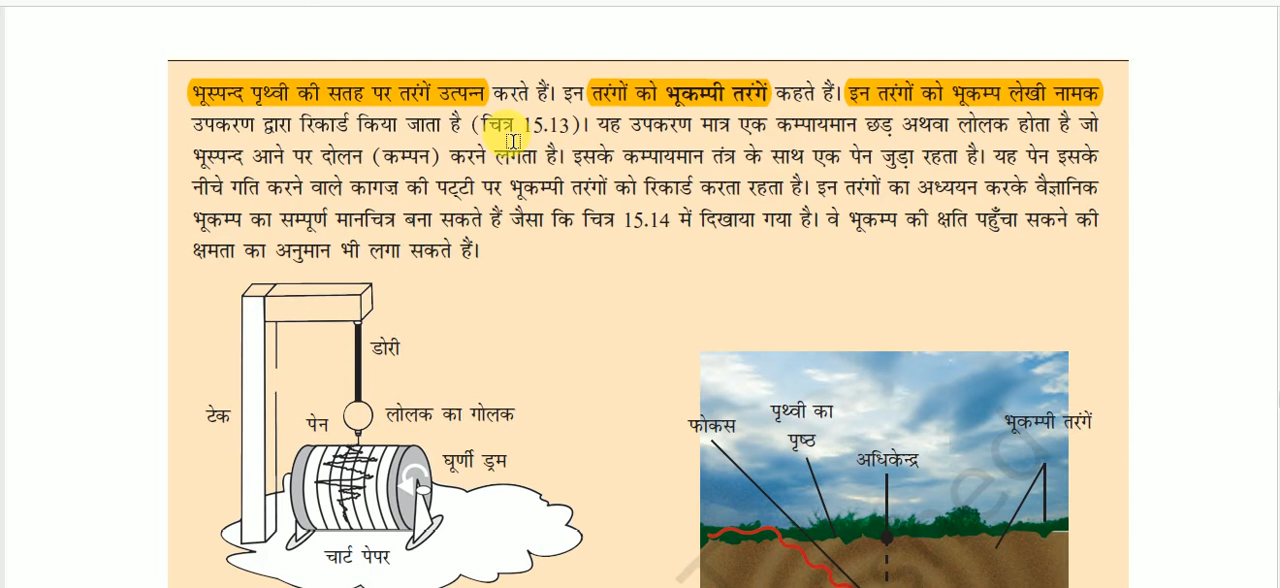 भूस्पन्द पृथ्वी की सतह पर तरंगें उत्पन्न करते हैं। इन तरंगों को भूकम्पी तरंगें कहते हैं। इन तरंगों को भूकम्प लेखी नामक
उपकरण द्वारा रिकार्ड किया जाता है (चित्र 15.13)। यह उपकरण मात्र एक कम्पायमान छड़ अथवा लोलक होता है जो
भूस्पन्द आने पर दोलन (कम्पन) करने लगता है। इसके कम्पायमान तंत्र के साथ एक पेन जुड़ा रहता है। यह पेन इसके
नीचे गति करने वाले कागज की पट्टी पर भूकम्पी तरंगों को रिकार्ड करता रहता है। इन तरंगों का अध्ययन करके वैज्ञानिक
भूकम्प का सम्पूर्ण मानचित्र बना सकते हैं जैसा कि चित्र 15.14 में दिखाया गया है। वे भूकम्प की क्षति पहुँचा सकने की
क्षमता का अनुमान भी लगा सकते हैं।
डोरी
टेक
पेन
लोलक का गोलक
घूर्णी ड्रम
चार्ट पेपर
फोकस
पृथ्वी का
पृष्ठ
अधिकेन्द्र
भूकम्पी तरंगें